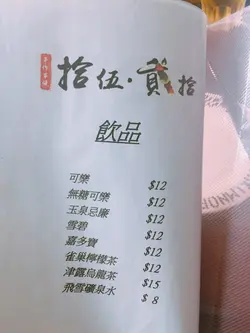 拾伍·貳拾
飲品
可樂 $12
無糖可樂 $12
玉泉忌廉 $12
雪碧 $12
嘉多寶 $12
雀巢檸檬茶 $12
津露烏龍茶 $15
飛雪礦泉水 $8